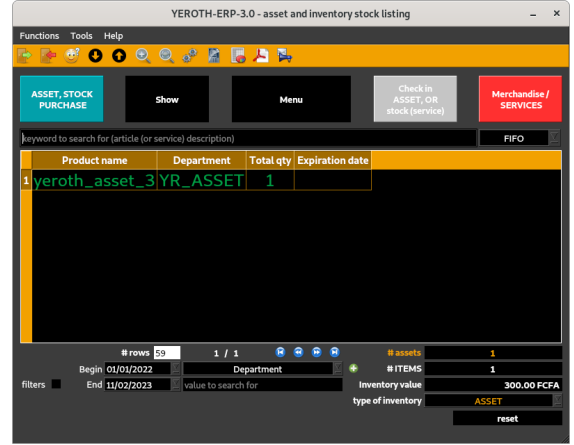 YEROTH-ERP-3.0 - asset and inventory stock listing
Functions Tools Help
ASSET, STOCK
PURCHASE
Show
Menu
Check in
ASSET, OR
stock (service)
Merchandise /
SERVICES
keyword to search for (article (or service) description)
FIFO
Product name Department Total qty Expiration date
1 yeroth_asset_3 YR_ASSET 1
# rows 59 1 / 1 # assets 1
Begin 01/01/2022 Department # ITEMS 1
filters End 11/02/2023 value to search for Inventory value 300.00 FCFA
type of inventory ASSET
reset